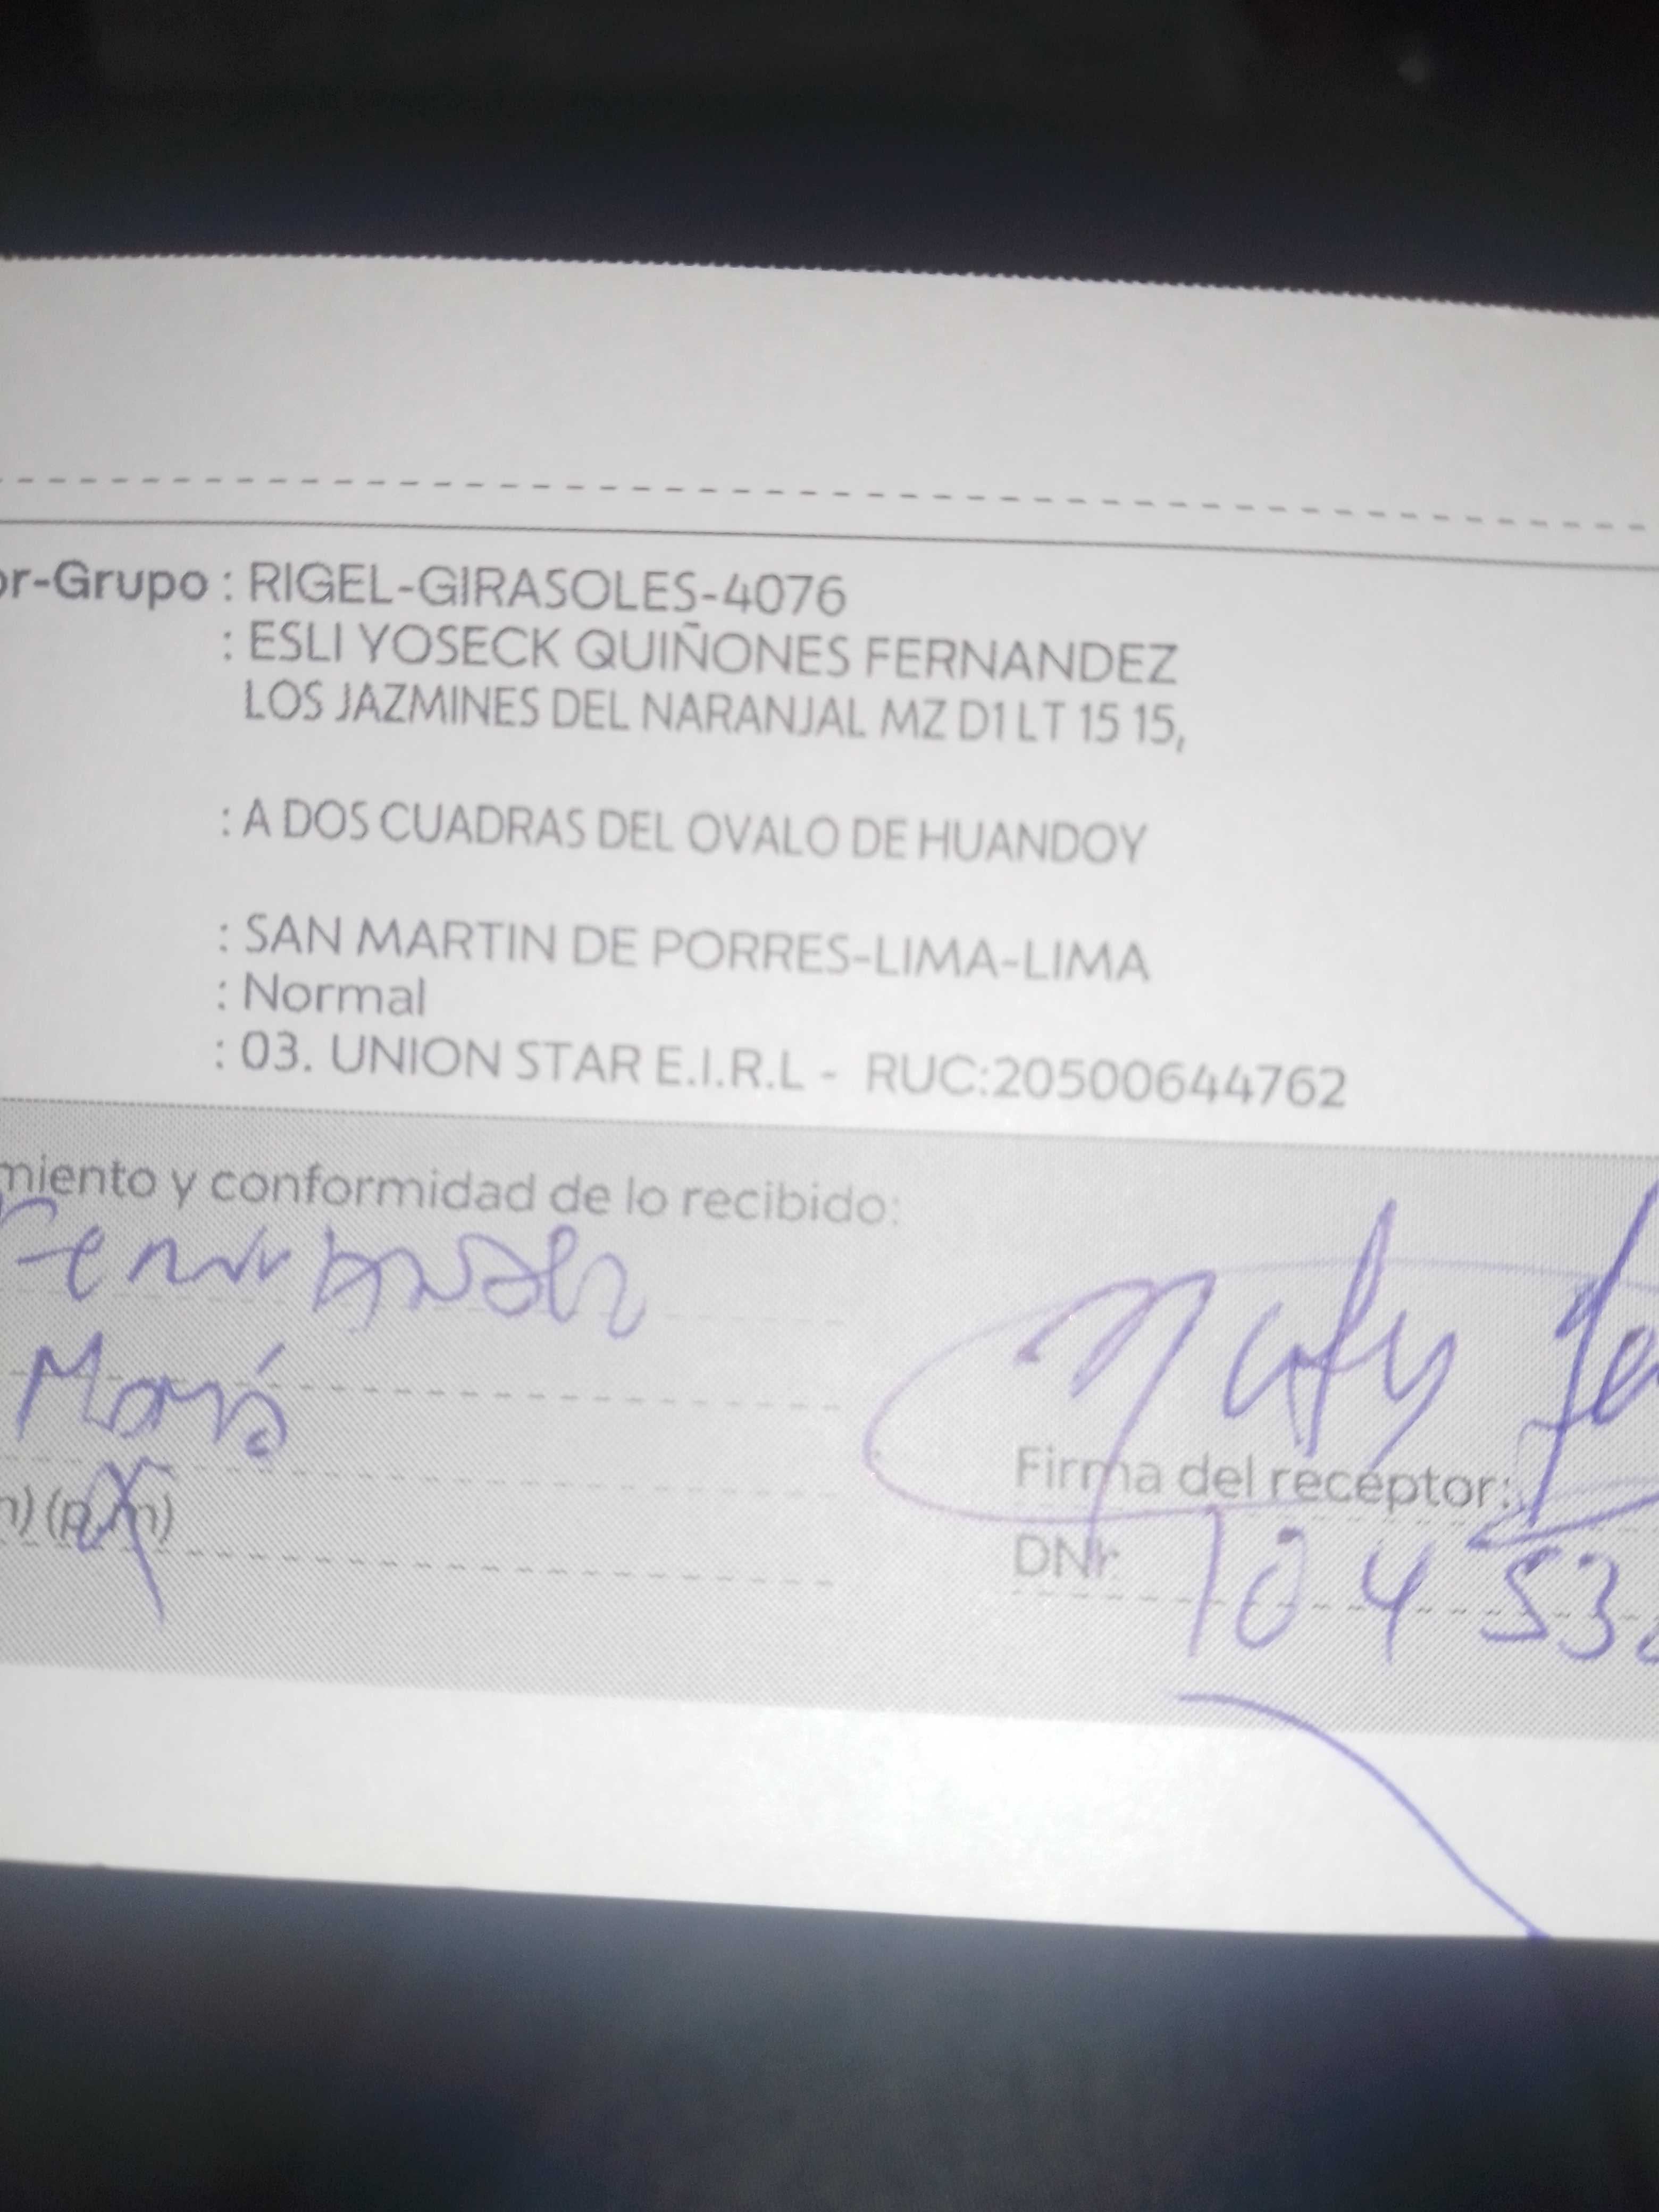 or-Grupo : RIGEL-GIRASOLES-4076
: ESLI YOSECK QUIÑONES FERNANDEZ
LOS JAZMINES DEL NARANJAL MZ D1 LT 15 15,
: A DOS CUADRAS DEL OVALO DE HUANDOY
: SAN MARTIN DE PORRES-LIMA-LIMA
: Normal
: 03. UNION STAR E.I.R.L - RUC:20500644762
miento y conformidad de lo recibido:
Mamá
Firma del receptor:
) (p.m)
DNI: 10453